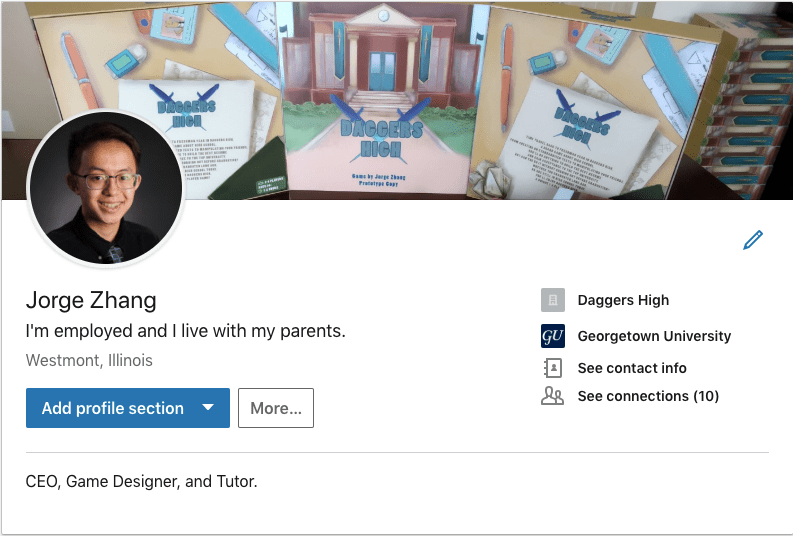 DAGGERS
HIGH
DAGGERS
HIGH
Game by Jorge Zhang
Prototype Copy
DAGGERS
HIGH
Jorge Zhang
I'm employed and I live with my parents.
Westmont, Illinois
Add profile section
More...
Daggers High
GU
Georgetown University
See contact info
See connections (10)
CEO, Game Designer, and Tutor.